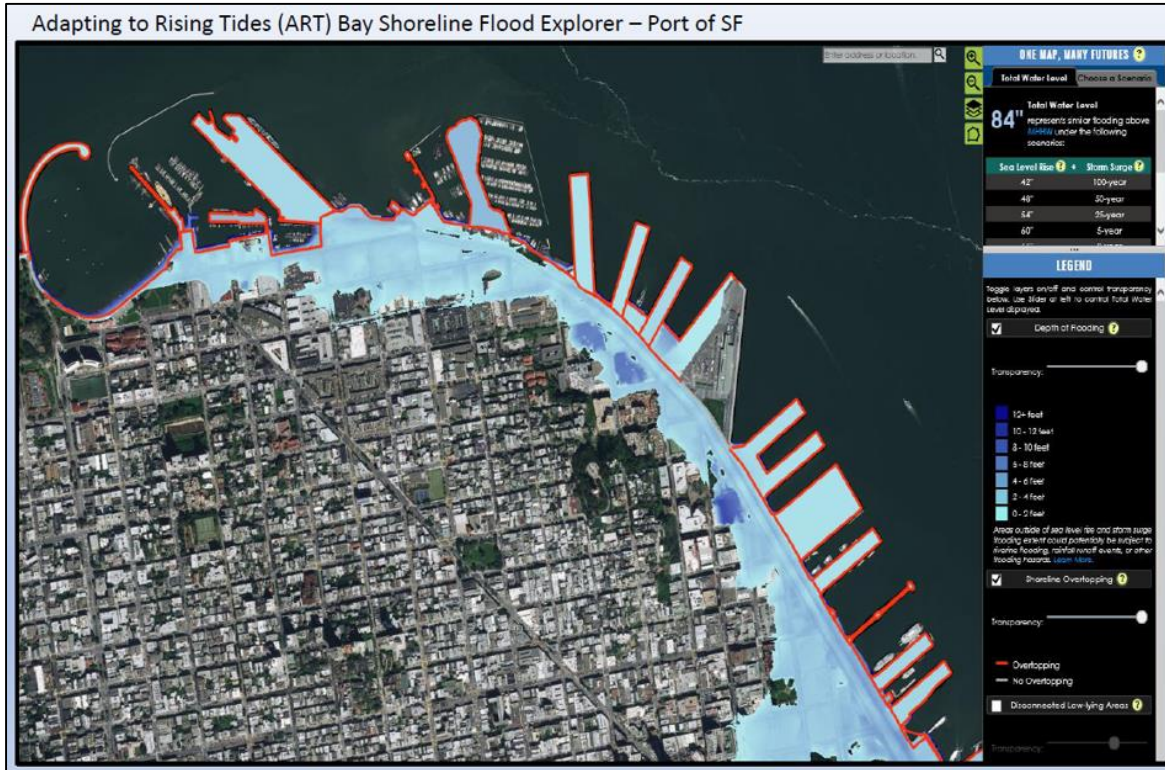 Adapting to Rising Tides (ART) Bay Shoreline Flood Explorer – Port of SF
Enter address or location
ONE MAP, MANY FUTURES ?
Total Water Level
Choose a Scenario
84" Total Water Level
represents similar flooding above
MHHW under the following
scenarios:
Sea Level Rise ? + Storm Surge ?
42" 100-year
48" 50-year
54" 25-year
60" 5-year
LEGEND
Toggle layers on/off and control transparency
below. Use Slider at left to control Total Water
Level displayed.
Depth of Flooding ?
Transparency:
12+ feet
10 - 12 feet
8 - 10 feet
6 - 8 feet
4 - 6 feet
2 - 4 feet
0 - 2 feet
Areas outside of sea level rise and storm surge
flooding extent could potentially be subject to
riverine flooding, rainfall runoff events, or other
flooding hazards. Learn More.
Shoreline Overtopping ?
Transparency:
Overtopping
No Overtopping
Disconnected Low-lying Areas ?
Transparency: